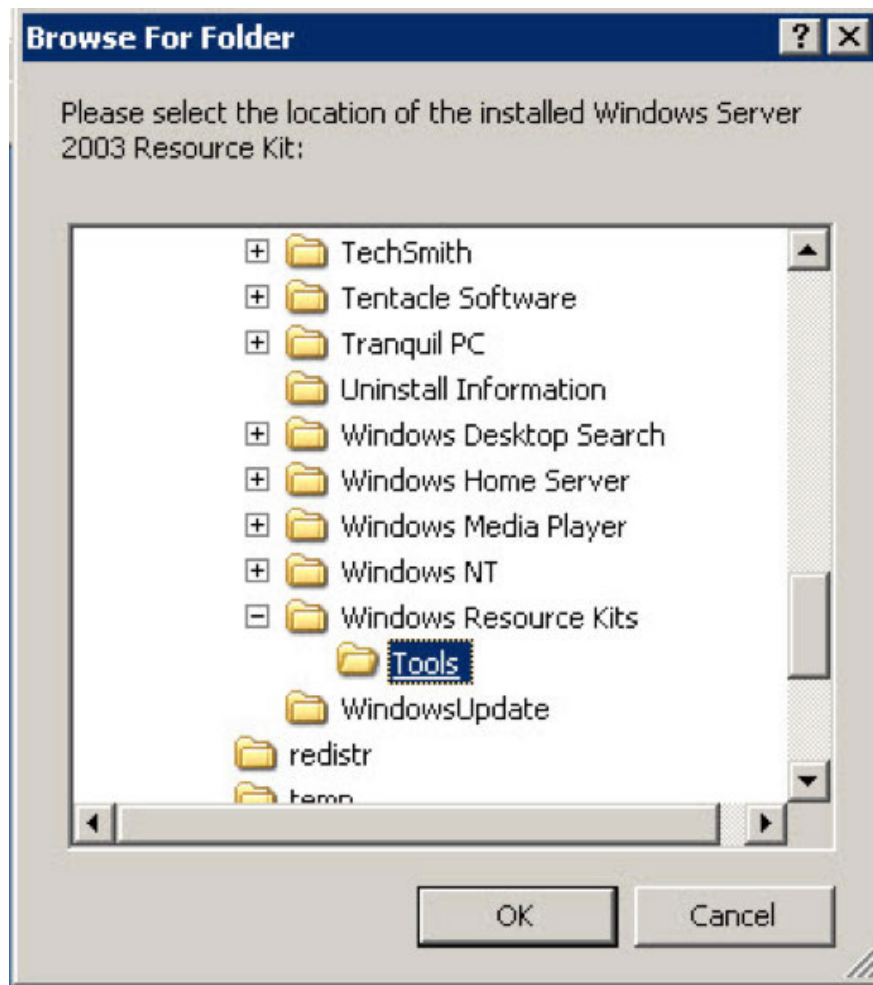 Browse For Folder
Please select the location of the installed Windows Server
2003 Resource Kit:
TechSmith
Tentacle Software
Tranquil PC
Uninstall Information
Windows Desktop Search
Windows Home Server
Windows Media Player
Windows NT
Windows Resource Kits
Tools
WindowsUpdate
redistr
temp
OK Cancel